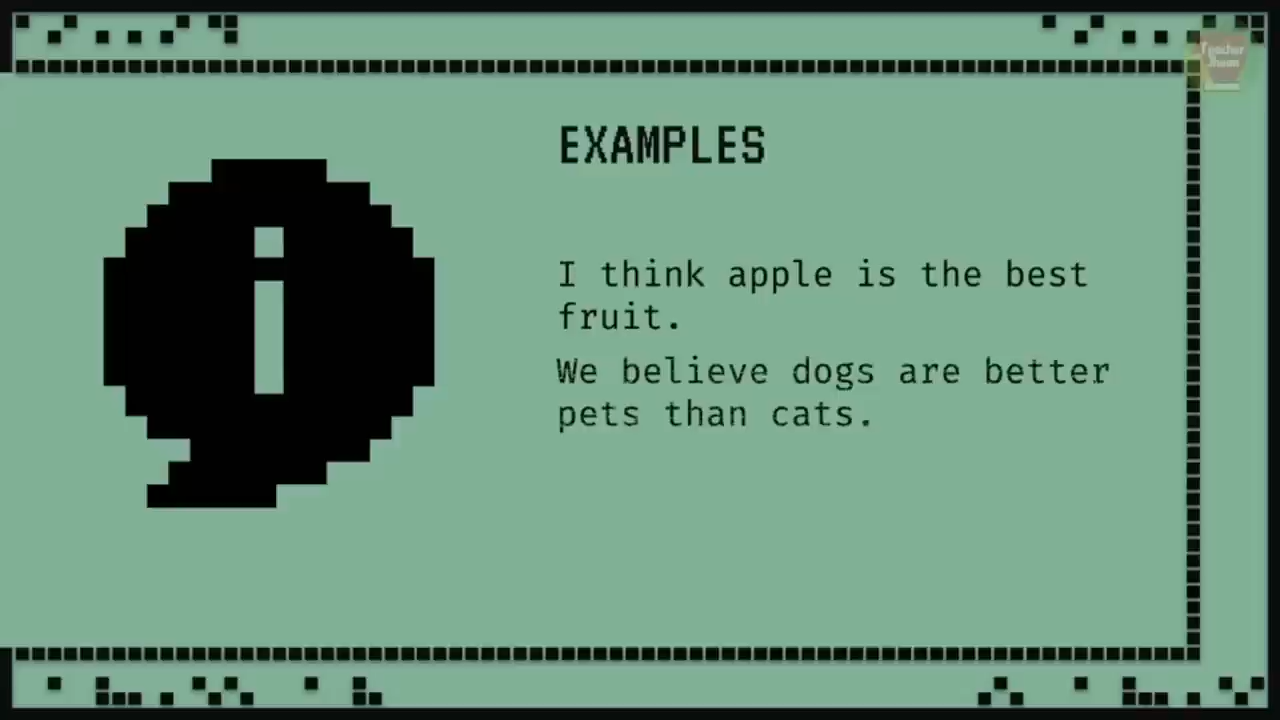 EXAMPLES
i
I think apple is the best
fruit.
We believe dogs are better
pets than cats.